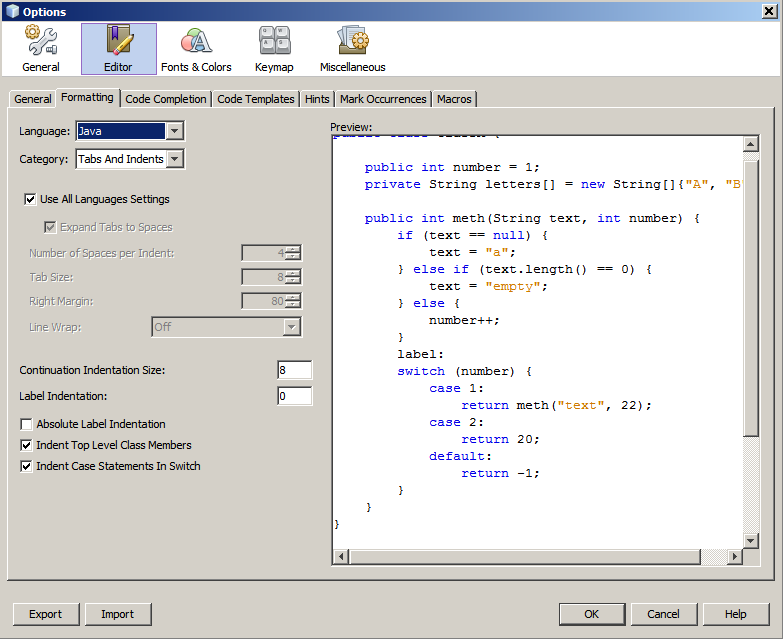 Options
General
Editor
Fonts & Colors
Keymap
Miscellaneous
General
Formatting
Code Completion
Code Templates
Hints
Mark Occurrences
Macros
Language: Java
Category: Tabs And Indents
Use All Languages Settings
Expand Tabs to Spaces
Number of Spaces per Indent: 4
Tab Size: 8
Right Margin: 80
Line Wrap: Off
Continuation Indentation Size: 8
Label Indentation: 0
Absolute Label Indentation
Indent Top Level Class Members
Indent Case Statements In Switch
Preview:
    public int number = 1;
    private String letters[] = new String[]{"A", "B"
    public int meth(String text, int number) {
        if (text == null) {
            text = "a";
        } else if (text.length() == 0) {
            text = "empty";
        } else {
            number++;
        }
        label:
        switch (number) {
            case 1:
                return meth("text", 22);
            case 2:
                return 20;
            default:
                return -1;
        }
    }
}
Export
Import
OK
Cancel
Help